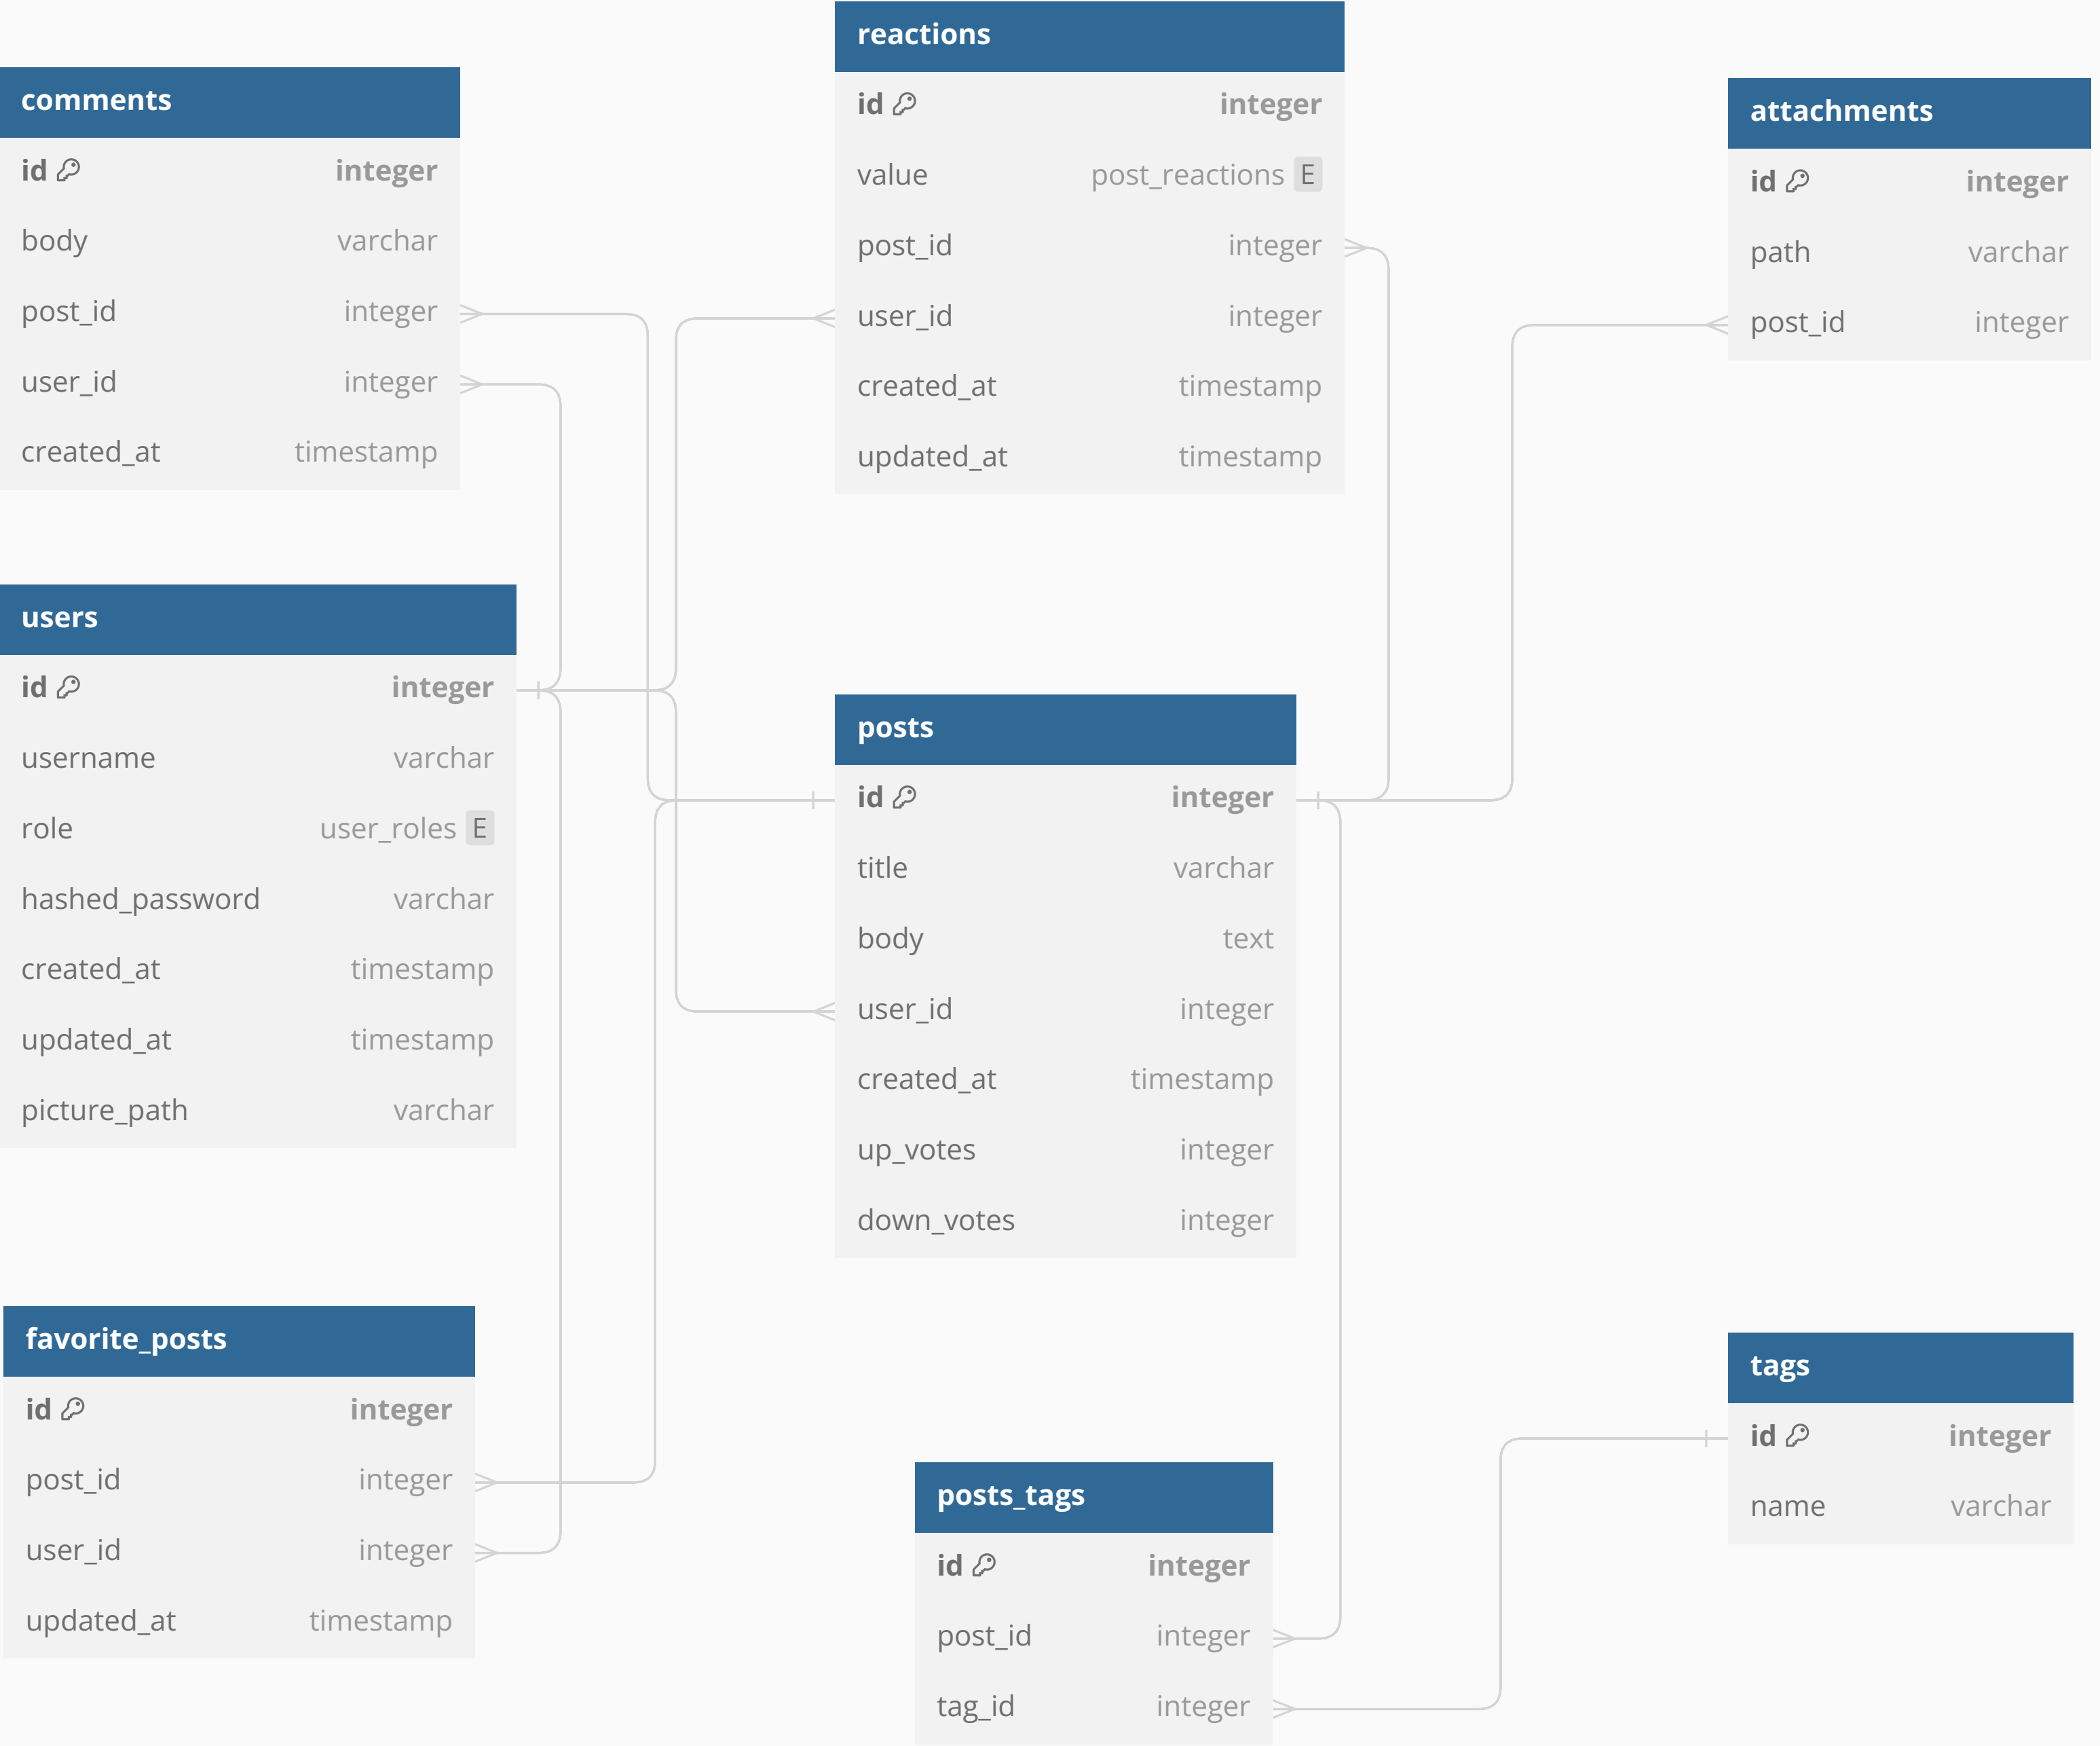 comments
id integer
body varchar
post_id integer
user_id integer
created_at timestamp
reactions
id integer
value post_reactions E
post_id integer
user_id integer
created_at timestamp
updated_at timestamp
attachments
id integer
path varchar
post_id integer
users
id integer
username varchar
role user_roles E
hashed_password varchar
created_at timestamp
updated_at timestamp
picture_path varchar
posts
id integer
title varchar
body text
user_id integer
created_at timestamp
up_votes integer
down_votes integer
favorite_posts
id integer
post_id integer
user_id integer
updated_at timestamp
posts_tags
id integer
post_id integer
tag_id integer
tags
id integer
name varchar